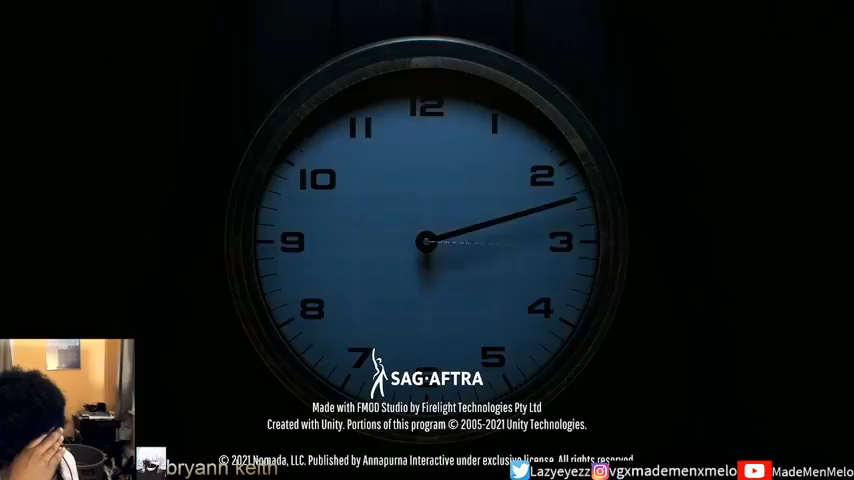 12
11
1
10
2
9
3
8
4
7
5
SAG·AFTRA
Made with FMOD Studio by Firelight Technologies Pty Ltd
Created with Unity. Portions of this program © 2005-2021 Unity Technologies.
© 2021 Nomada, LLC. Published by Annapurna Interactive under exclusive license. All rights reserved.
bryann keith
Lazyeyezz
vgxmademenxmelo
MadeMenMelo